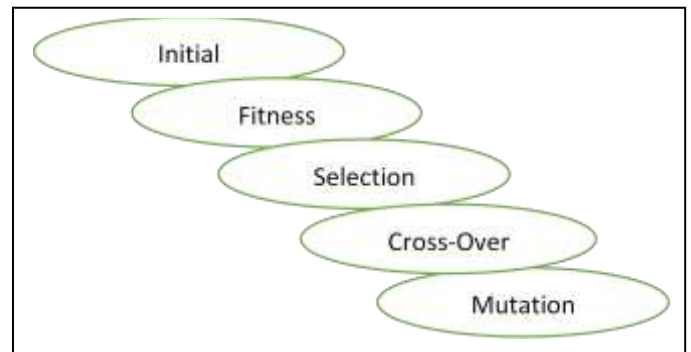 Initial
Fitness
Selection
Cross-Over
Mutation